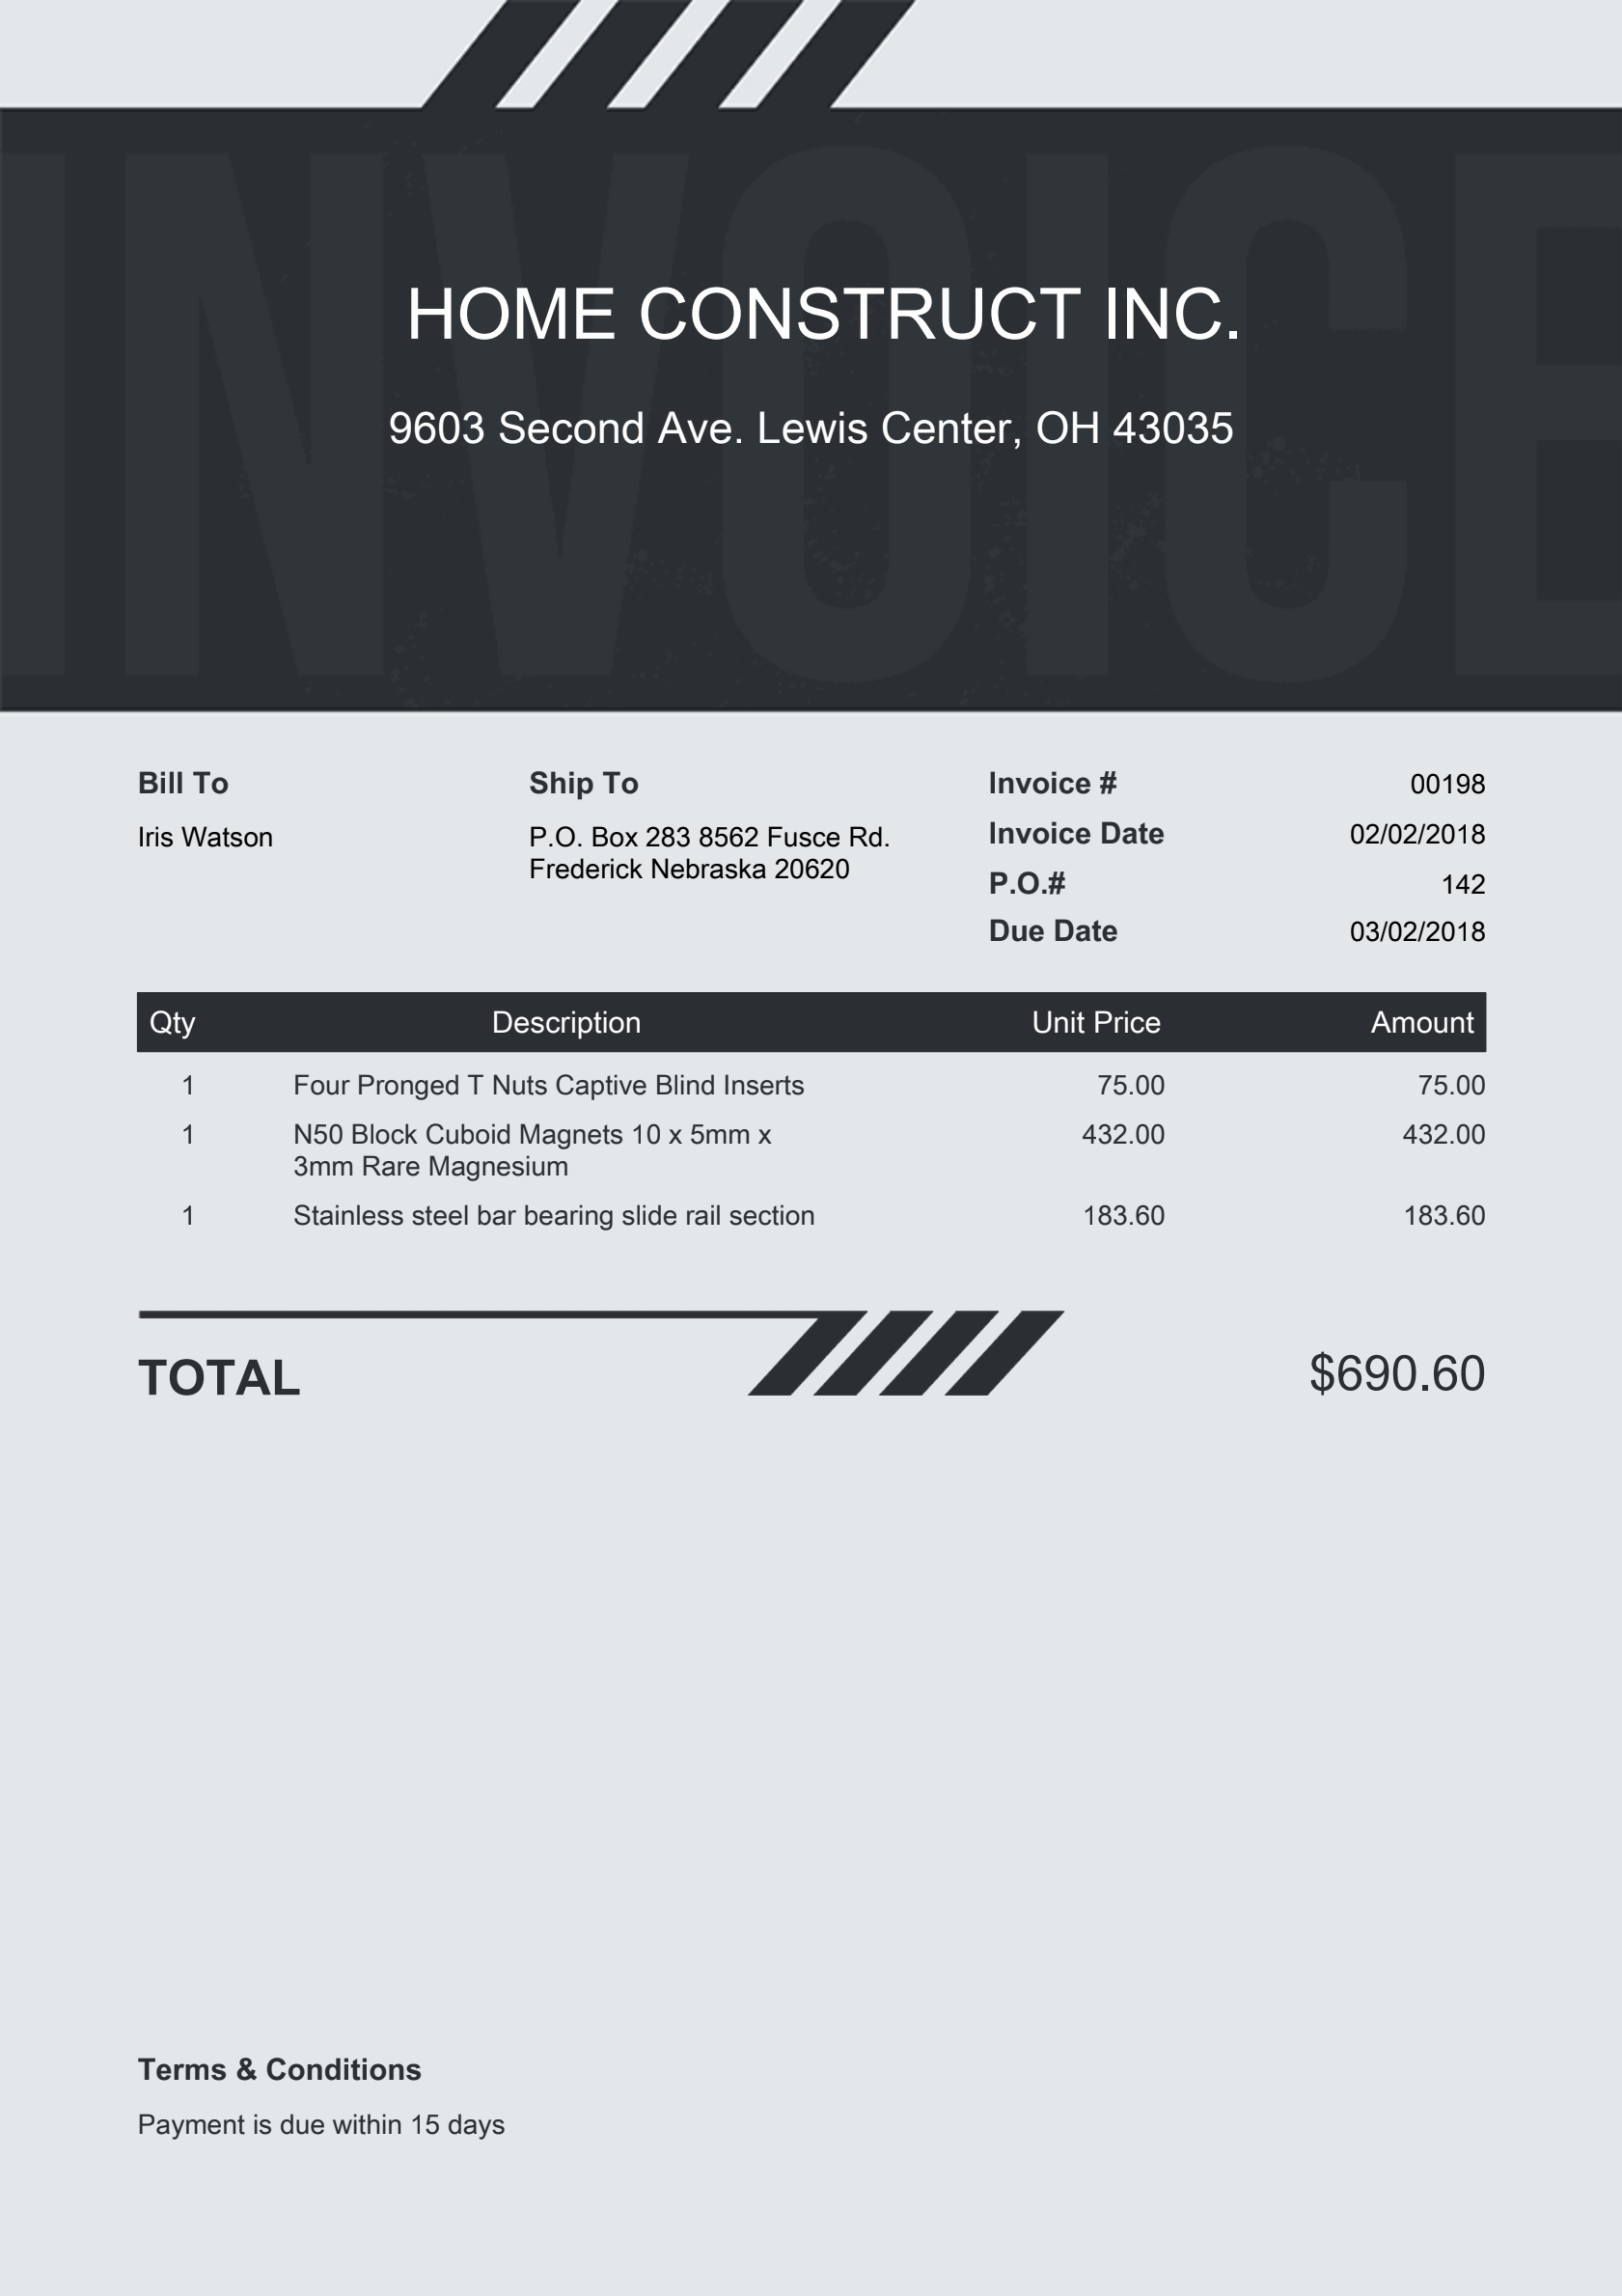 INVOICE
HOME CONSTRUCT INC.
9603 Second Ave. Lewis Center, OH 43035
Bill To
Iris Watson
Ship To
P.O. Box 283 8562 Fusce Rd.
Frederick Nebraska 20620
Invoice # 00198
Invoice Date 02/02/2018
P.O.# 142
Due Date 03/02/2018
Qty Description Unit Price Amount
1 Four Pronged T Nuts Captive Blind Inserts 75.00 75.00
1 N50 Block Cuboid Magnets 10 x 5mm x 432.00 432.00
3mm Rare Magnesium
1 Stainless steel bar bearing slide rail section 183.60 183.60
TOTAL $690.60
Terms & Conditions
Payment is due within 15 days